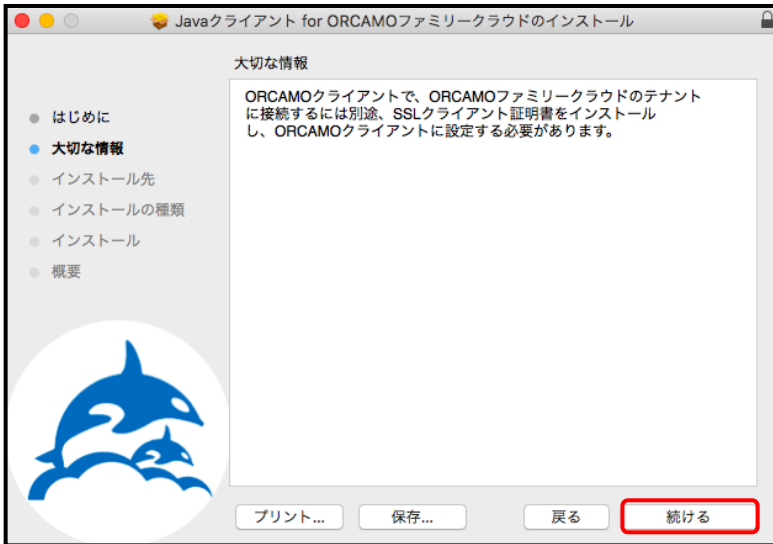 Javaクライアント for ORCAMOファミリークラウドのインストール
大切な情報
はじめに
大切な情報
インストール先
インストールの種類
インストール
概要
ORCAMOクライアントで、ORCAMOファミリークラウドのテナント
に接続するには別途、SSLクライアント証明書をインストール
し、ORCAMOクライアントに設定する必要があります。
プリント...
保存...
戻る
続ける